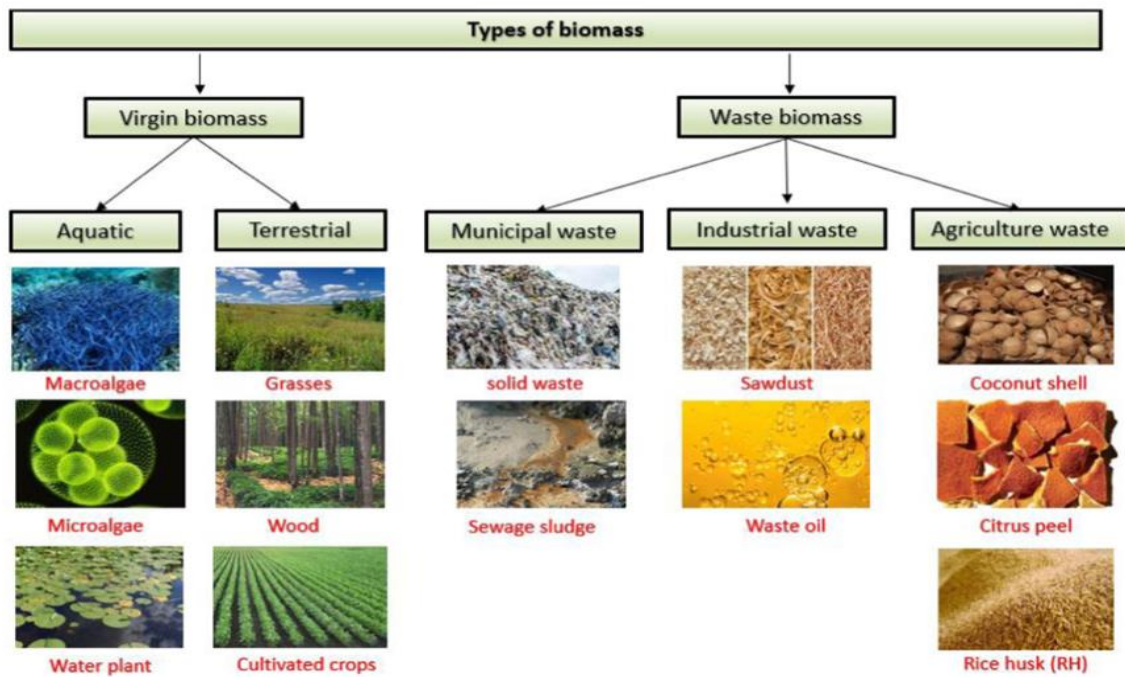 Types of biomass
Virgin biomass
Waste biomass
Aquatic
Terrestrial
Municipal waste
Industrial waste
Agriculture waste
Macroalgae
Grasses
solid waste
Sawdust
Coconut shell
Microalgae
Wood
Sewage sludge
Waste oil
Citrus peel
Water plant
Cultivated crops
Rice husk (RH)